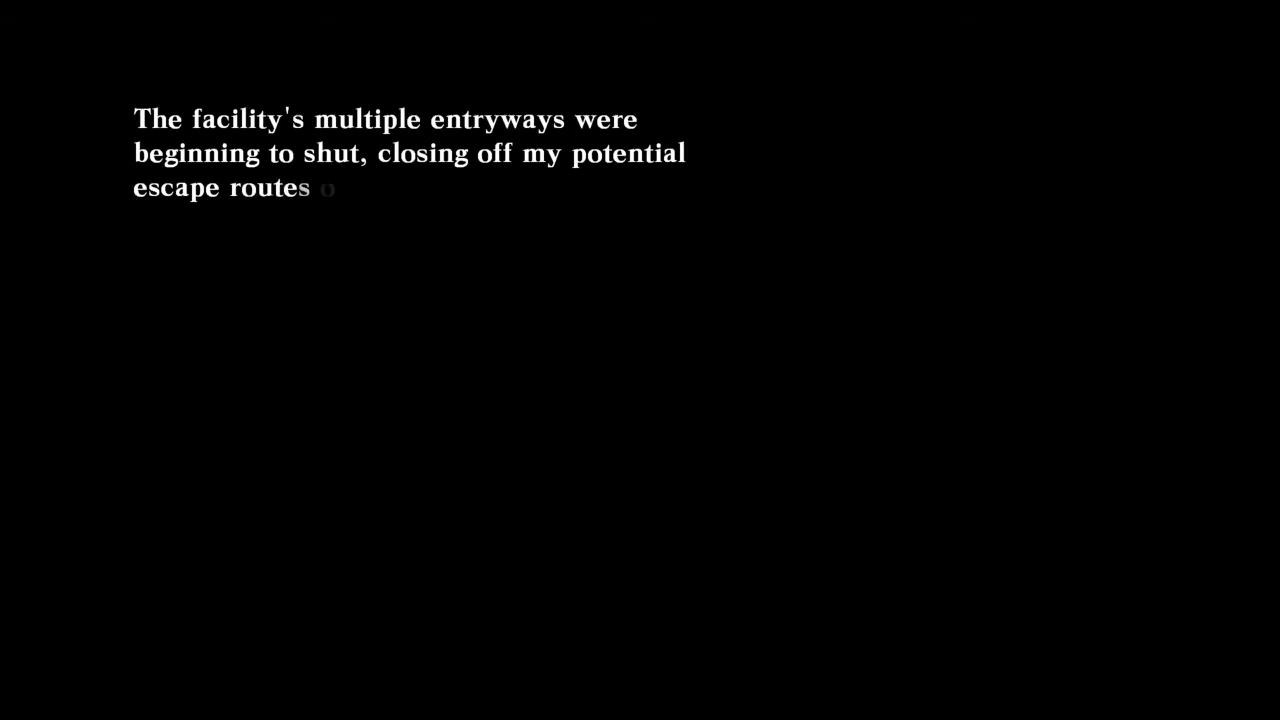 The facility's multiple entryways were
beginning to shut, closing off my potential
escape routes o